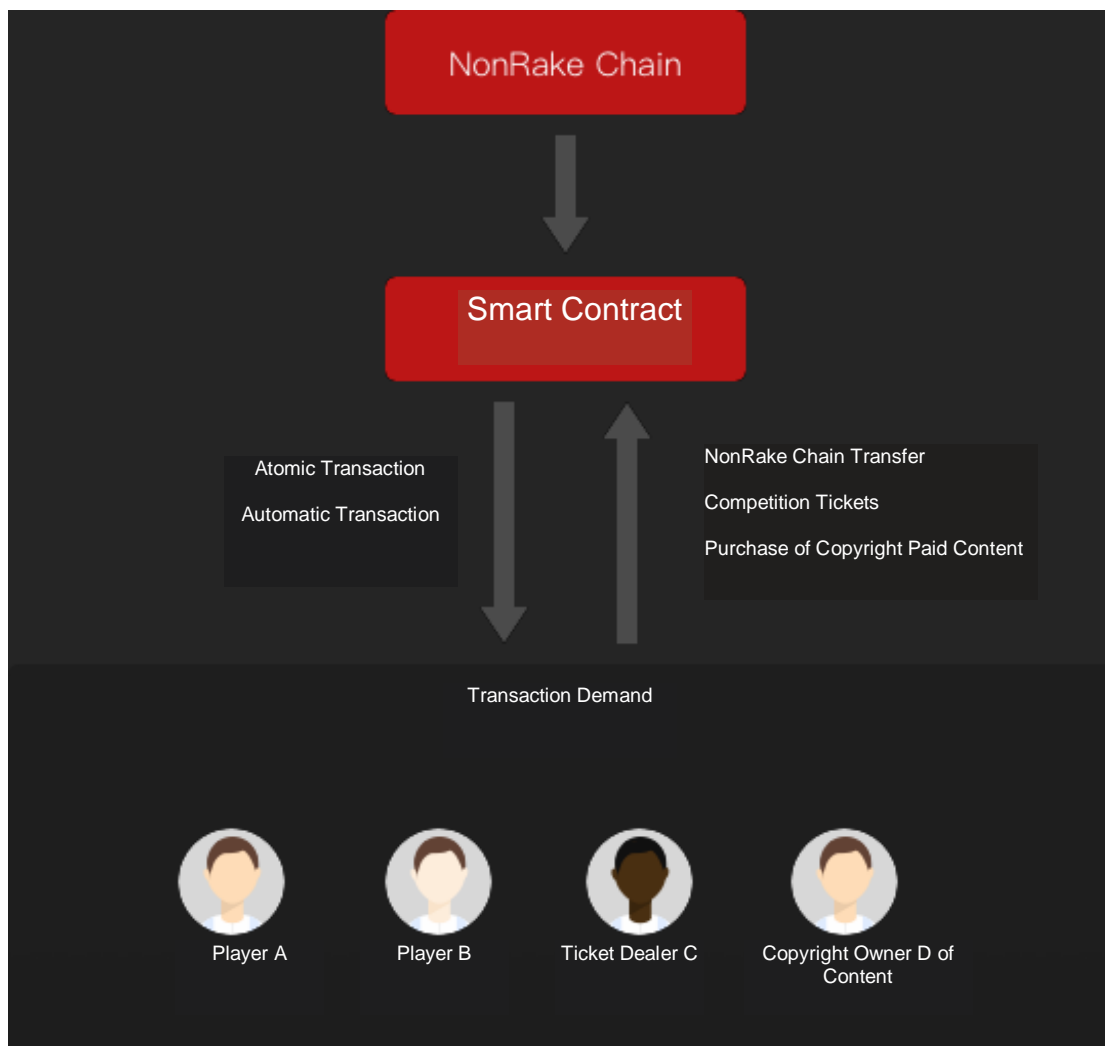 NonRake Chain
Smart Contract
Atomic Transaction
Automatic Transaction
NonRake Chain Transfer
Competition Tickets
Purchase of Copyright Paid Content
Transaction Demand
Player A
Player B
Ticket Dealer C
Copyright Owner D of
Content